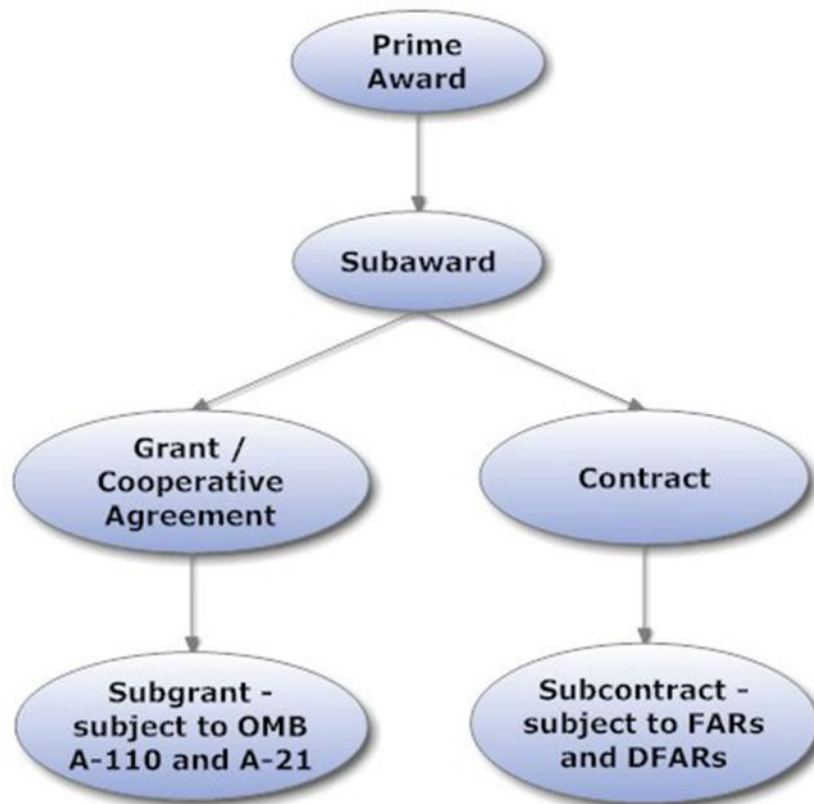 Prime
Award
Subaward
Grant /
Cooperative
Agreement
Contract
Subgrant -
subject to OMB
A-110 and A-21
Subcontract -
subject to FARs
and DFARs